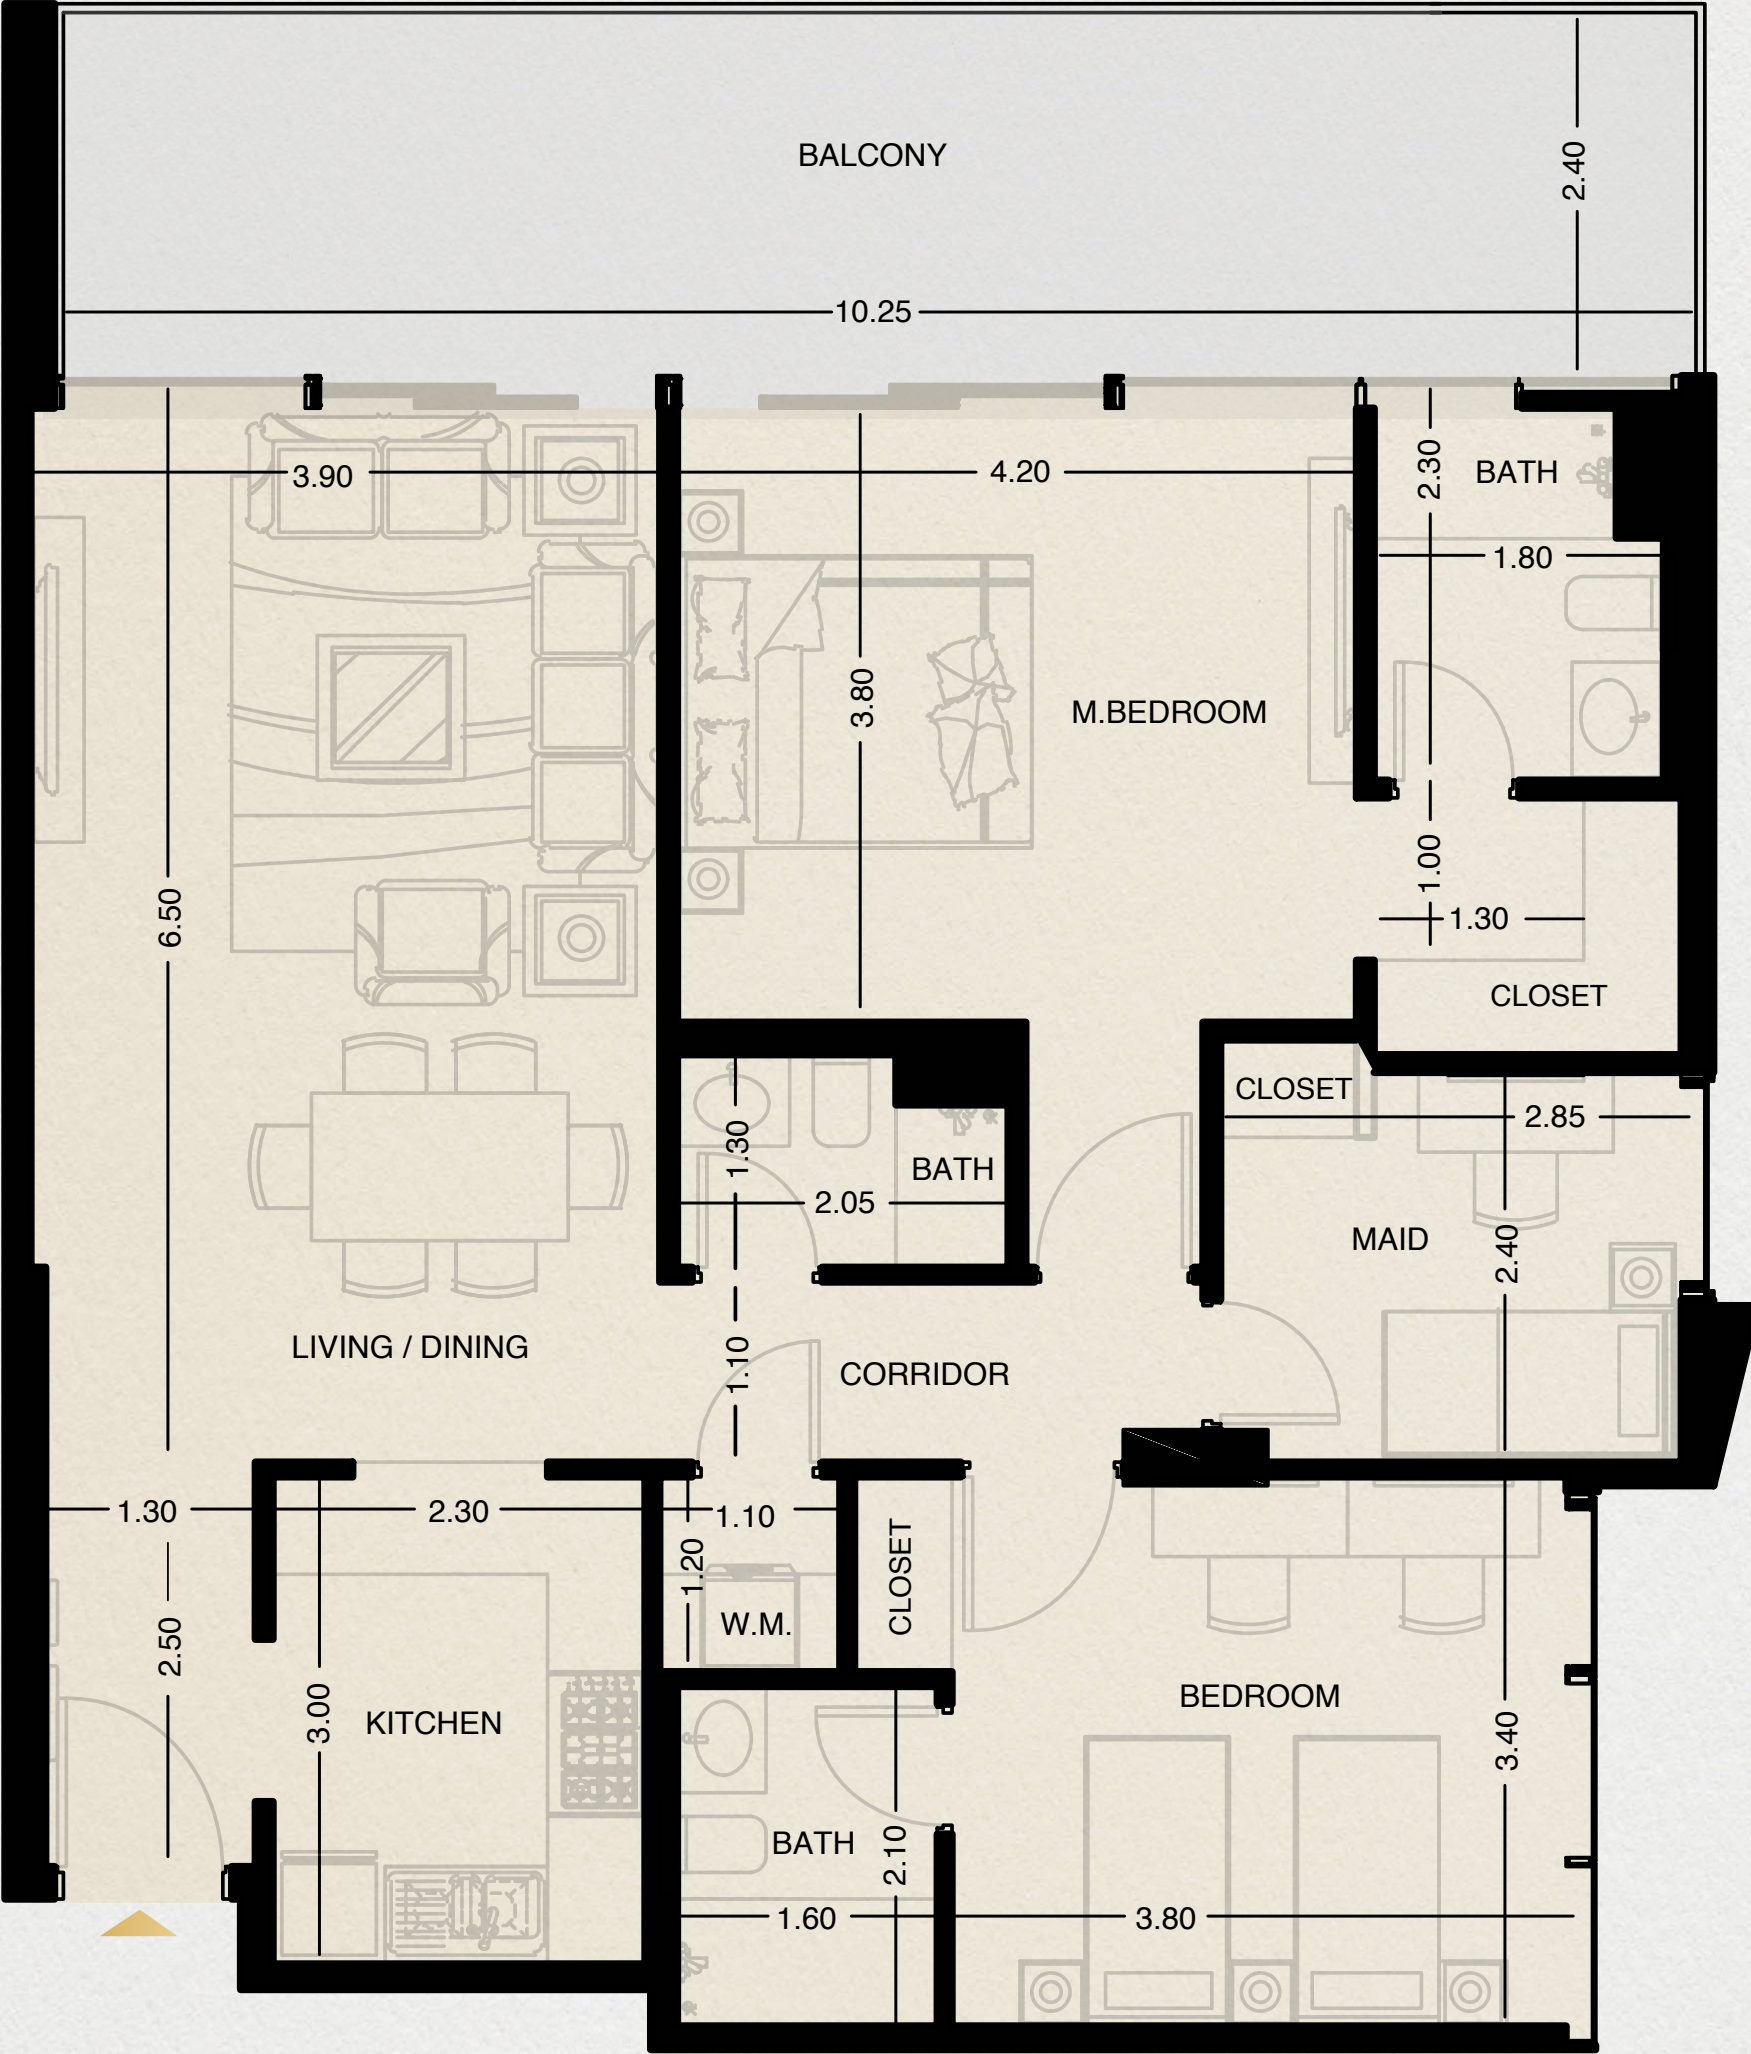 BALCONY
2.40
10.25
3.90
4.20
2.30
BATH
1.80
3.80
M.BEDROOM
6.50
1.00
1.30
CLOSET
CLOSET
2.85
1.30
BATH
2.05
MAID
2.40
LIVING / DINING
1.10
CORRIDOR
1.30
2.30
1.10
1.20
CLOSET
W.M.
2.50
3.00
KITCHEN
BEDROOM
3.40
BATH
2.10
1.60
3.80